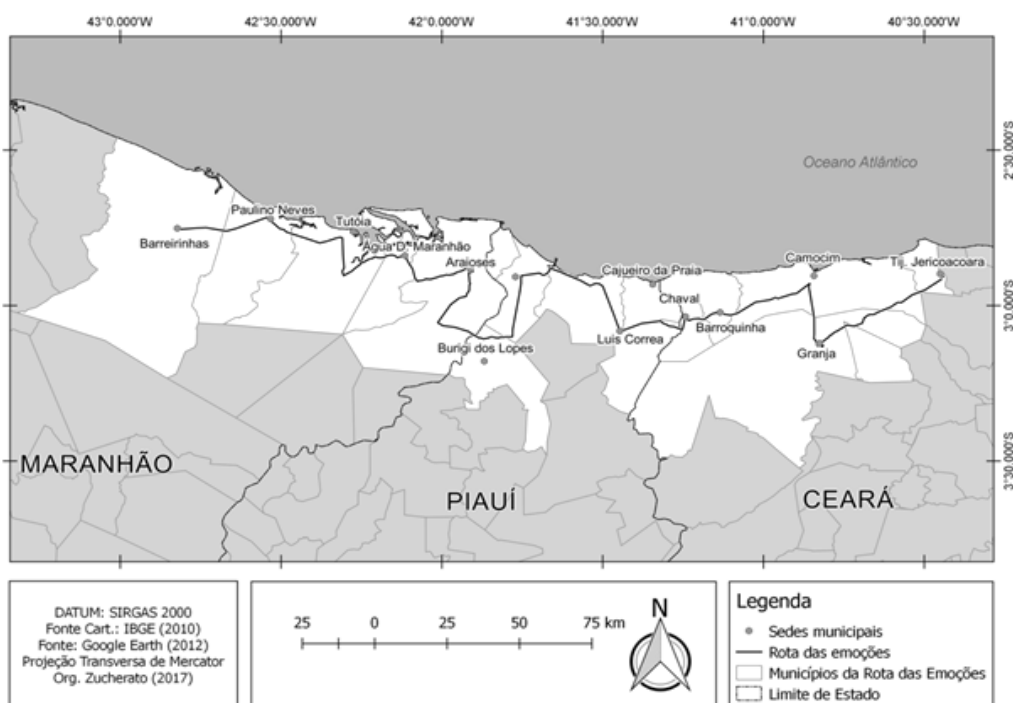 43°0.000'W 42°30.000'W 42°0.000'W 41°30.000'W 41°0.000'W 40°30.000'W
2°30.000'S
3°0.000'S
3°30.000'S
Oceano Atlântico
Paulino Neves
Barreirinhas
Tutóia
Água D. Maranhão
Araioses
Burigi dos Lopes
Cajueiro da Praia
Chaval
Luis Correa
Barroquinha
Camocim
Granja
Tij. Jericoacoara
MARANHÃO
PIAUÍ
CEARÁ
DATUM: SIRGAS 2000
Fonte Cart.: IBGE (2010)
Fonte: Google Earth (2012)
Projeção Transversa de Mercator
Org. Zucherato (2017)
25 0 25 50 75 km
N
Legenda
Sedes municipais
Rota das emoções
Municípios da Rota das Emoções
Limite de Estado